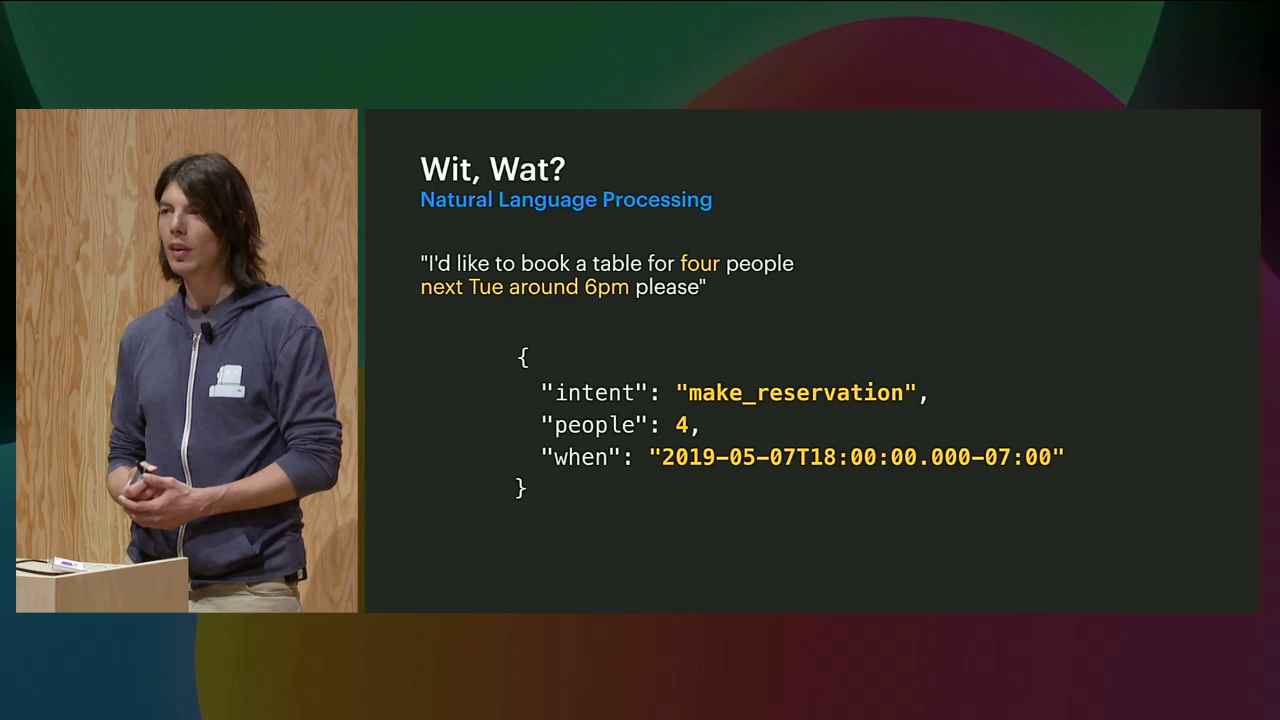 Wit, Wat?
Natural Language Processing
"I'd like to book a table for four people
next Tue around 6pm please"
{
"intent": "make_reservation",
"people": 4,
"when": "2019-05-07T18:00:00.000-07:00"
}